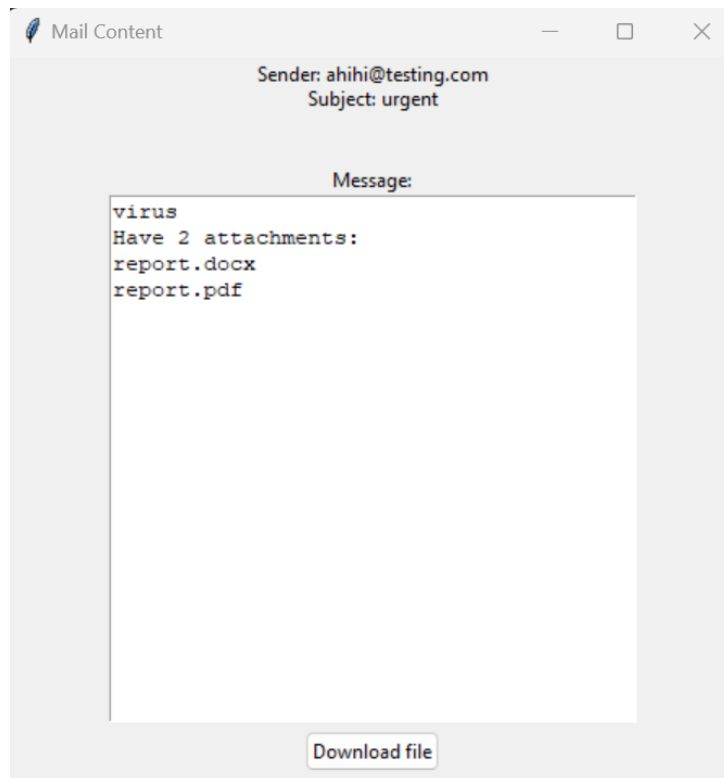 Mail Content
Sender: ahihi@testing.com
Subject: urgent
Message:
virus
Have 2 attachments:
report.docx
report.pdf
Download file